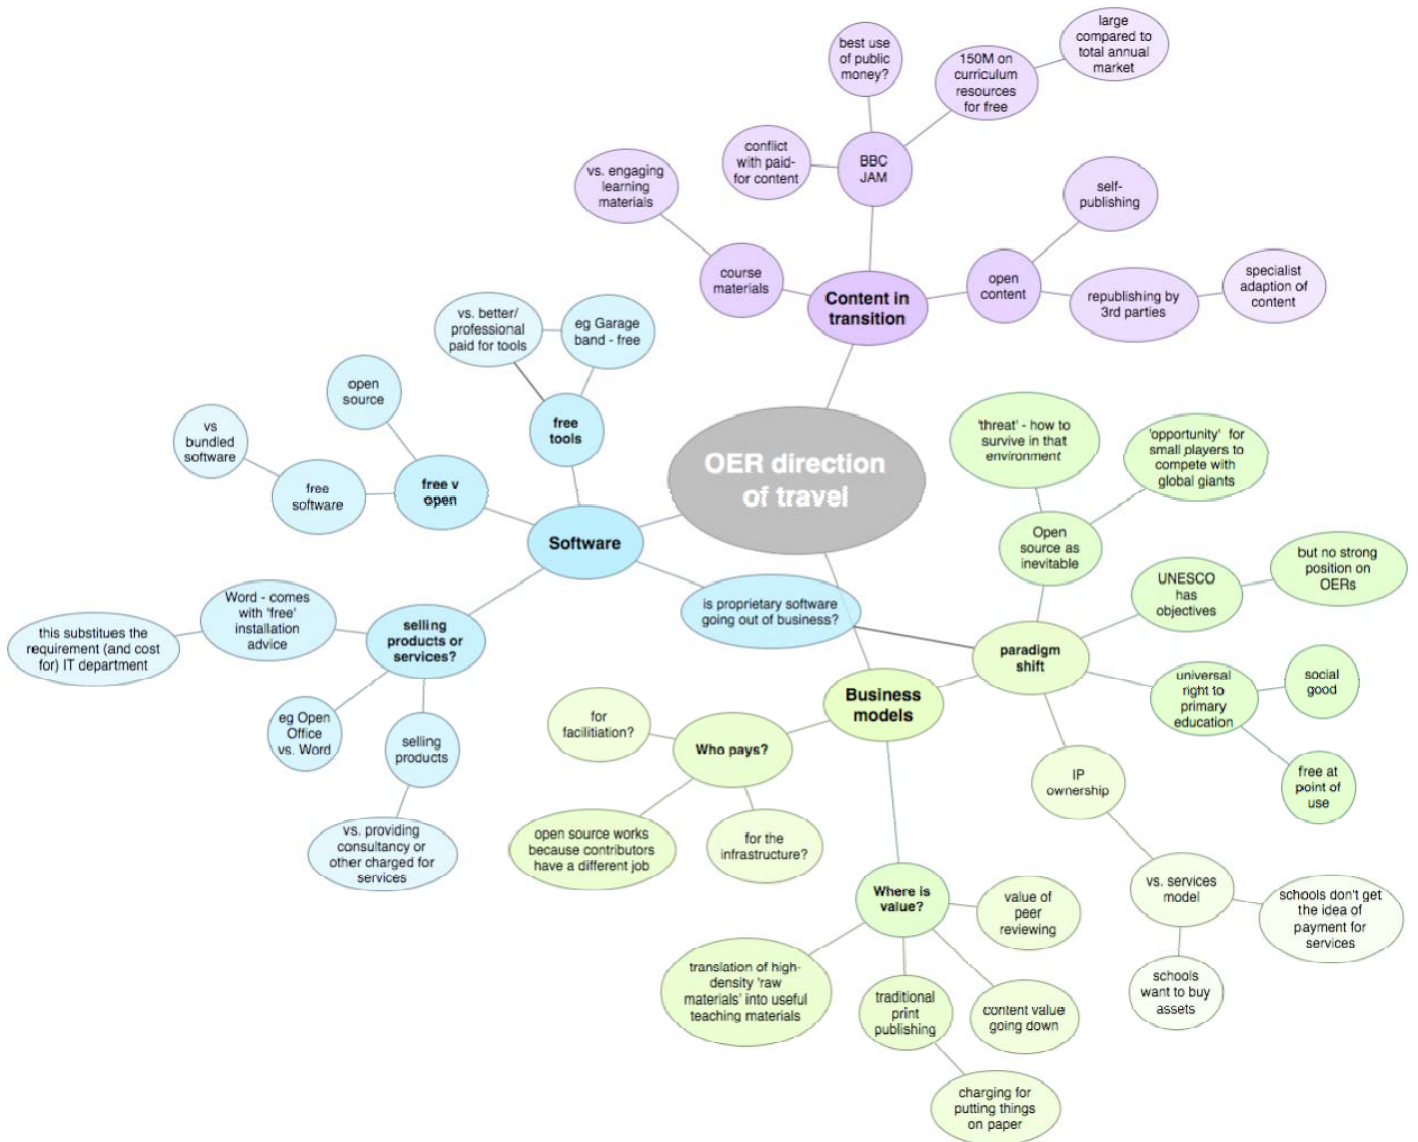 large
compared to
total annual
market
best use
of public
money?
150M on
curriculum
resources
for free
conflict
with paid-
for content
BBC
JAM
vs. engaging
learning
materials
self-
publishing
course
materials
Content in
transition
open
content
republishing by
3rd parties
specialist
adaption of
content
vs. better/
professional
paid for tools
eg Garage
band - free
open
source
free
tools
vs
bundled
software
free
software
free v
open
Software
OER direction
of travel
'threat' - how to
survive in that
environment
'opportunity' for
small players to
compete with
global giants
Open
source as
inevitable
UNESCO
has
objectives
but no strong
position on
OERs
is proprietary software
going out of business?
paradigm
shift
universal
right to
primary
education
social
good
free at
point of
use
Word - comes
with 'free'
installation
advice
this substitues the
requirement (and cost
for) IT department
selling
products or
services?
eg Open
Office
vs. Word
selling
products
vs. providing
consultancy or
other charged for
services
Business
models
for
facilitiation?
Who pays?
open source works
because contributors
have a different job
for the
infrastructure?
IP
ownership
vs. services
model
schools don't get
the idea of
payment for
services
schools
want to buy
assets
Where is
value?
value of
peer
reviewing
translation of high-
density 'raw
materials' into useful
teaching materials
traditional
print
publishing
content value
going down
charging for
putting things
on paper